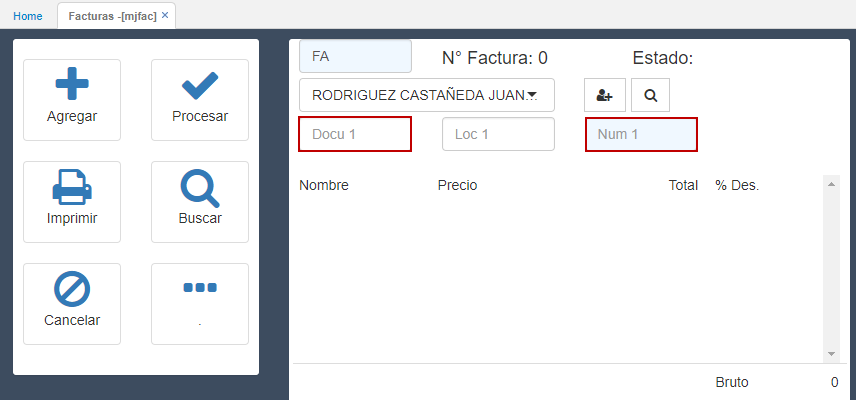 Home Facturas -[mjfac] ×
Agregar Procesar
Imprimir Buscar
Cancelar .
FA N° Factura: 0 Estado:
RODRIGUEZ CASTAÑEDA JUAN...
Docu 1 Loc 1 Num 1
Nombre Precio Total % Des.
Bruto 0